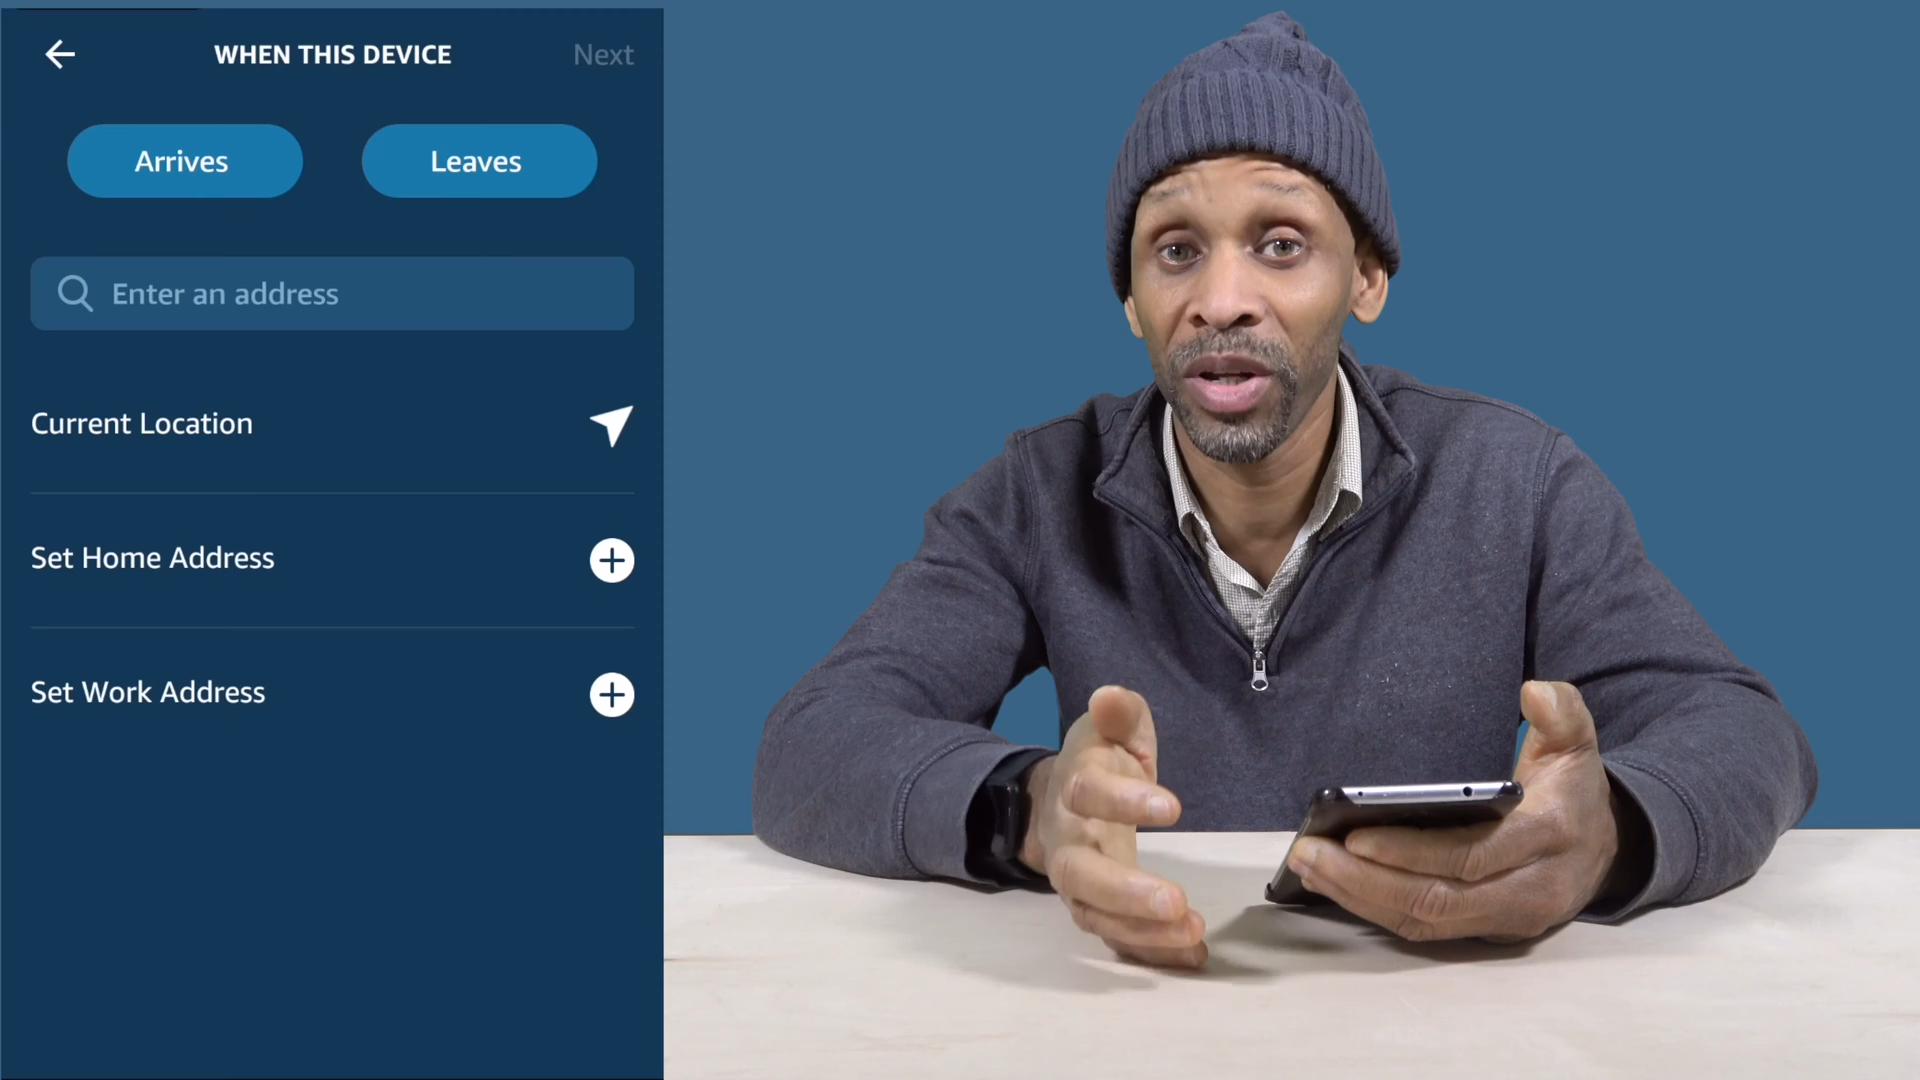 WHEN THIS DEVICE
Next
Arrives
Leaves
Enter an address
Current Location
Set Home Address
Set Work Address